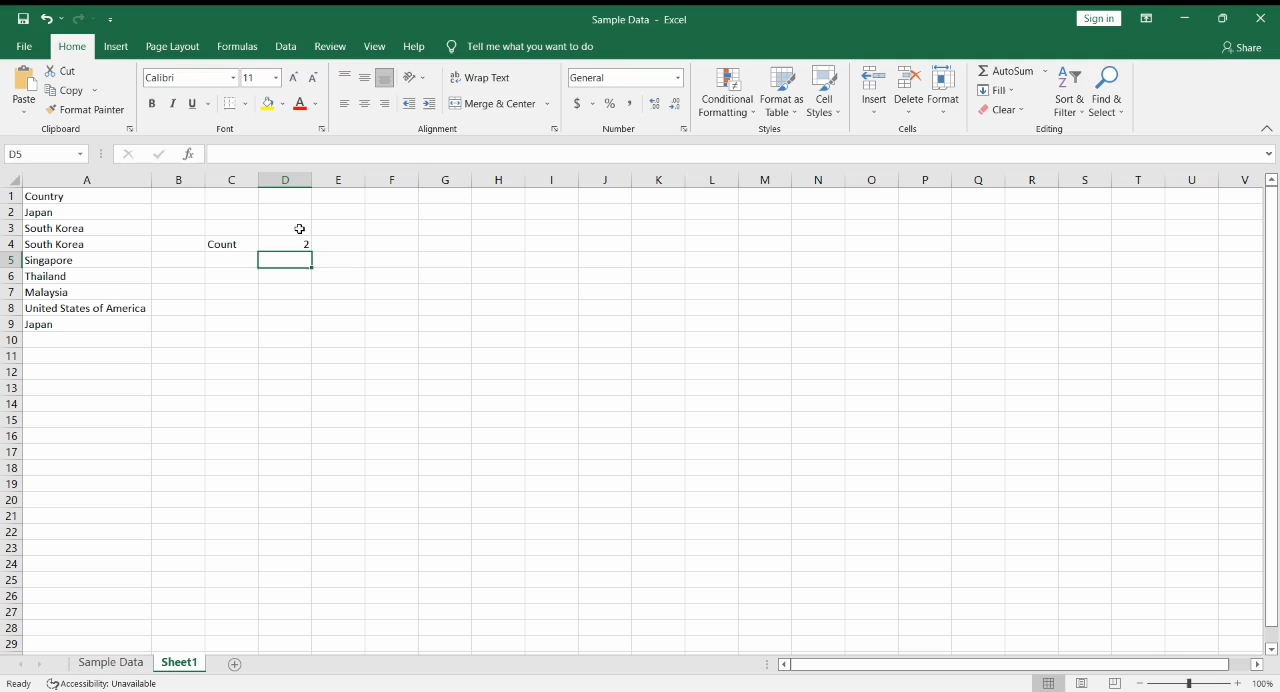 Sample Data - Excel
Sign in
File Home Insert Page Layout Formulas Data Review View Help Tell me what you want to do Share
Paste
Cut
Copy
Format Painter
Clipboard
Calibri 11
B I U A
Font
Wrap Text
Merge & Center
Alignment
General
$ % ,
Number
Conditional Formatting
Format as Table
Cell Styles
Styles
Insert Delete Format
Cells
AutoSum
Fill
Clear
Sort & Filter
Find & Select
Editing
D5 fx
A B C D E F G H I J K L M N O P Q R S T U V
1 Country
2 Japan
3 South Korea
4 South Korea Count 2
5 Singapore
6 Thailand
7 Malaysia
8 United States of America
9 Japan
10
11
12
13
14
15
16
17
18
19
20
21
22
23
24
25
26
27
28
29
Sample Data Sheet1
Ready Accessibility: Unavailable 100%